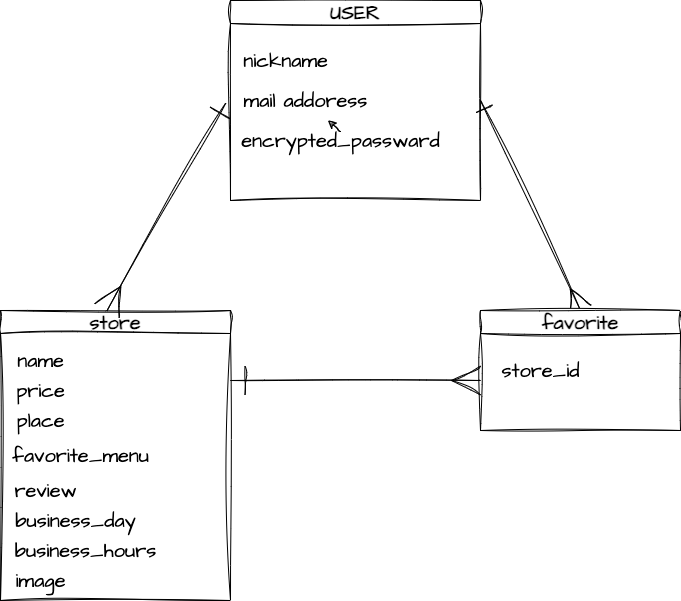 USER
nickname
mail addoress
encrypted_passward
store
name
price
place
favorite_menu
review
business_day
business_hours
image
favorite
store_id